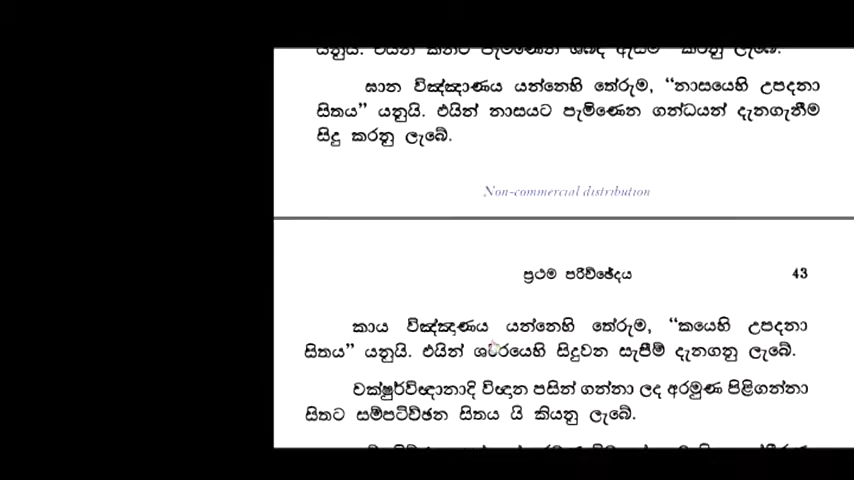 ඝාන විඤ්ඤාණය යන්නෙහි තේරුම, “නාසයෙහි උපදනා
සිතය” යනුයි. එයින් නාසයට පැමිණෙන ගන්ධයන් දැනගැනීම
සිදු කරනු ලැබේ.
Non-commercial distribution
ප්‍රථම පරිච්ඡේදය 43
කාය විඤ්ඤාණය යන්නෙහි තේරුම, “කයෙහි උපදනා
සිතය” යනුයි. එයින් ශරීරයෙහි සිදුවන සැපීම් දැනගනු ලැබේ.
චක්ෂුර්විඥානාදි විඥාන පසින් ගන්නා ලද අරමුණ පිළිගන්නා
සිතට සම්පටිච්ඡන සිතය යි කියනු ලැබේ.